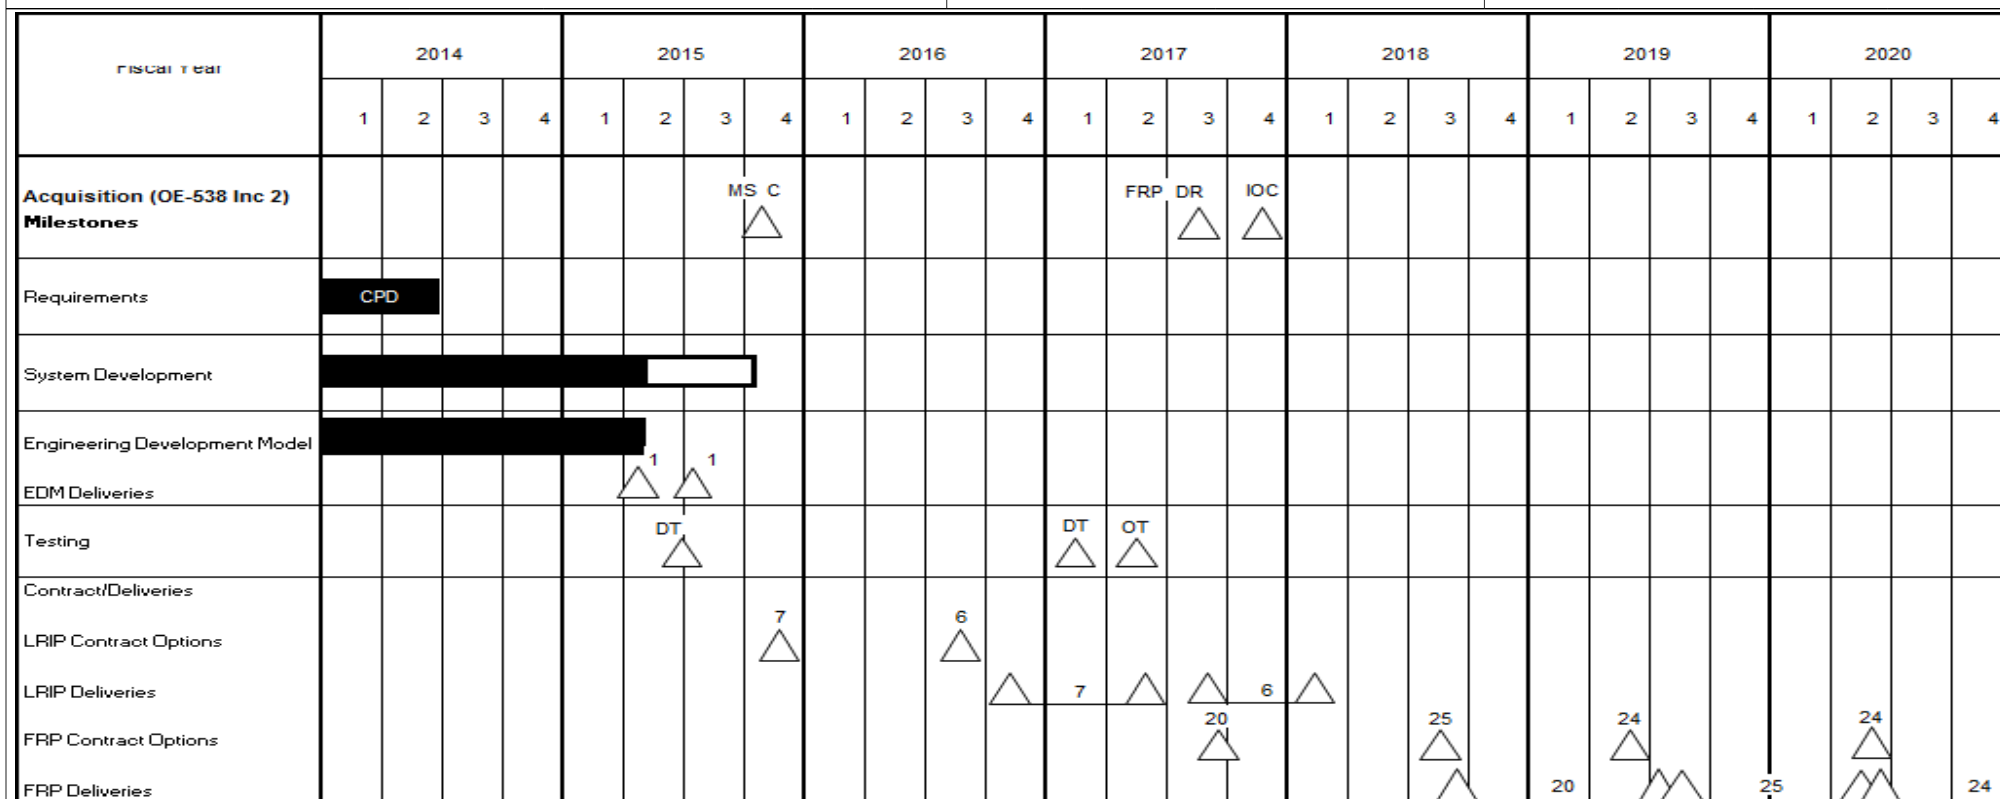 Fiscal Year 2014 2015 2016 2017 2018 2019 2020
1 2 3 4 1 2 3 4 1 2 3 4 1 2 3 4 1 2 3 4 1 2 3 4 1 2 3 4
Acquisition (OE-538 Inc 2)
Milestones
MS C FRP DR IOC
Requirements CPD
System Development
Engineering Development Model
1 1
EDM Deliveries
DT DT OT
Testing
Contract/Deliveries
7 6
LRIP Contract Options
LRIP Deliveries 7 6
20 25 24 24
FRP Contract Options
FRP Deliveries 20 25 24